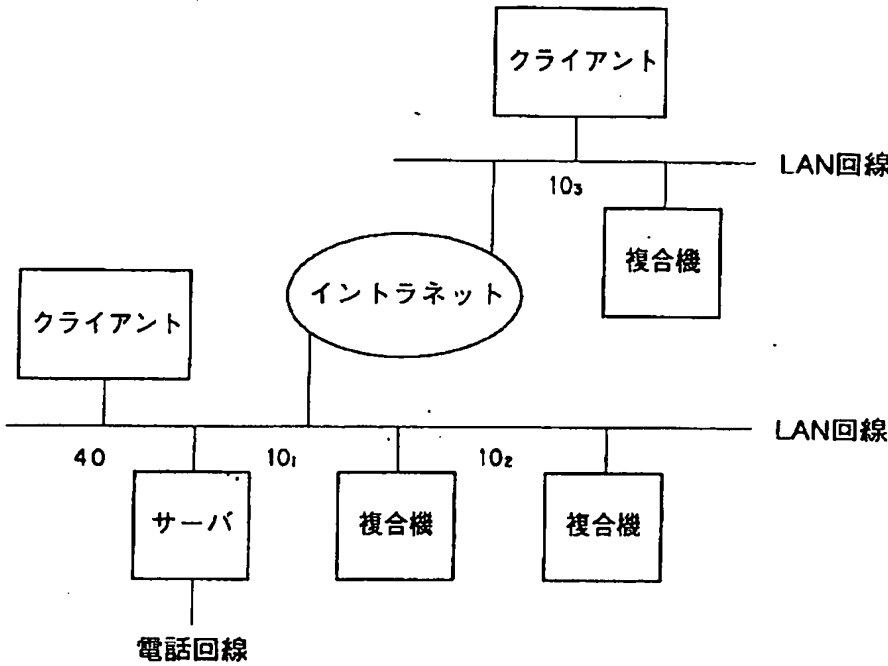 クライアント
LAN回線
10₃
複合機
イントラネット
クライアント
LAN回線
40
10₁
10₂
サーバ
複合機
複合機
電話回線